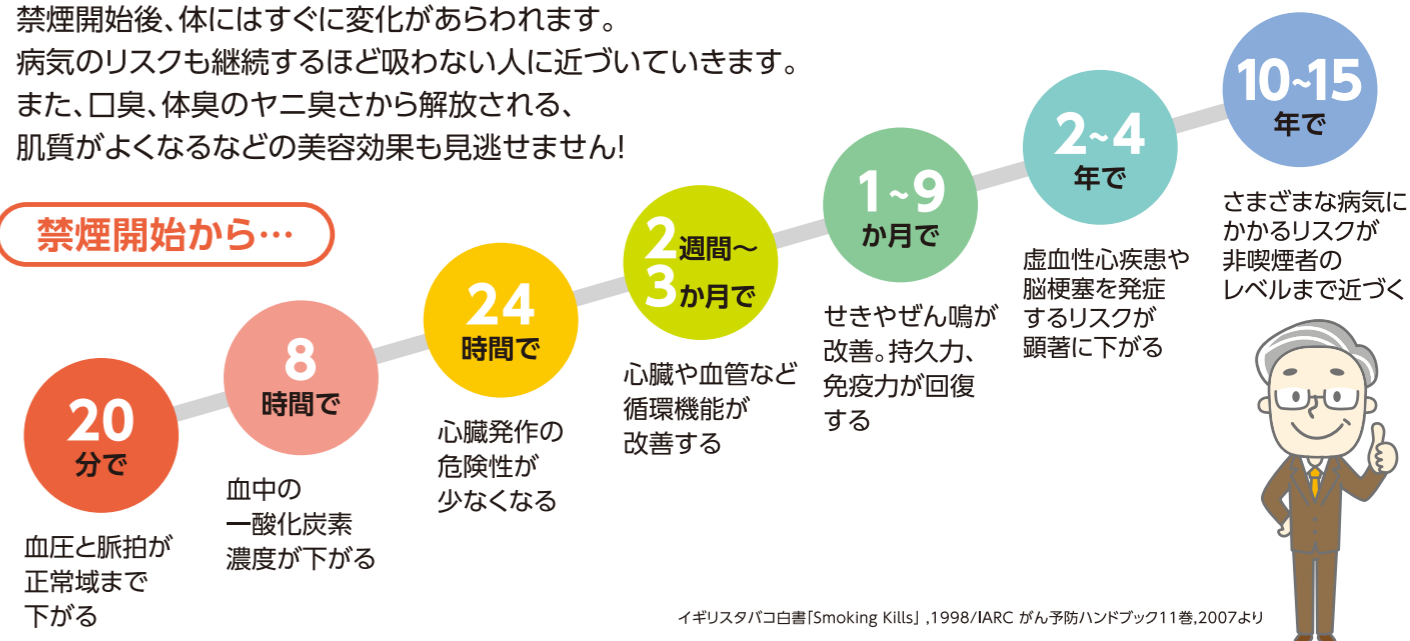 禁煙開始後、体にはすぐに変化があらわれます。
病気のリスクも継続するほど吸わない人に近づいていきます。
また、口臭、体臭のヤニ臭さから解放される、
肌質がよくなるなどの美容効果も見逃せません!
禁煙開始から…
20
分で
血圧と脈拍が
正常域まで
下がる
8
時間で
血中の
一酸化炭素
濃度が下がる
24
時間で
心臓発作の
危険性が
少なくなる
2週間～
3か月で
心臓や血管など
循環機能が
改善する
1~9
か月で
せきやぜん鳴が
改善。持久力、
免疫力が回復
する
2~4
年で
虚血性心疾患や
脳梗塞を発症
するリスクが
顕著に下がる
10~15
年で
さまざまな病気に
かかるリスクが
非喫煙者の
レベルまで近づく
イギリスタバコ白書「Smoking Kills」,1998/IARC がん予防ハンドブック11巻,2007より